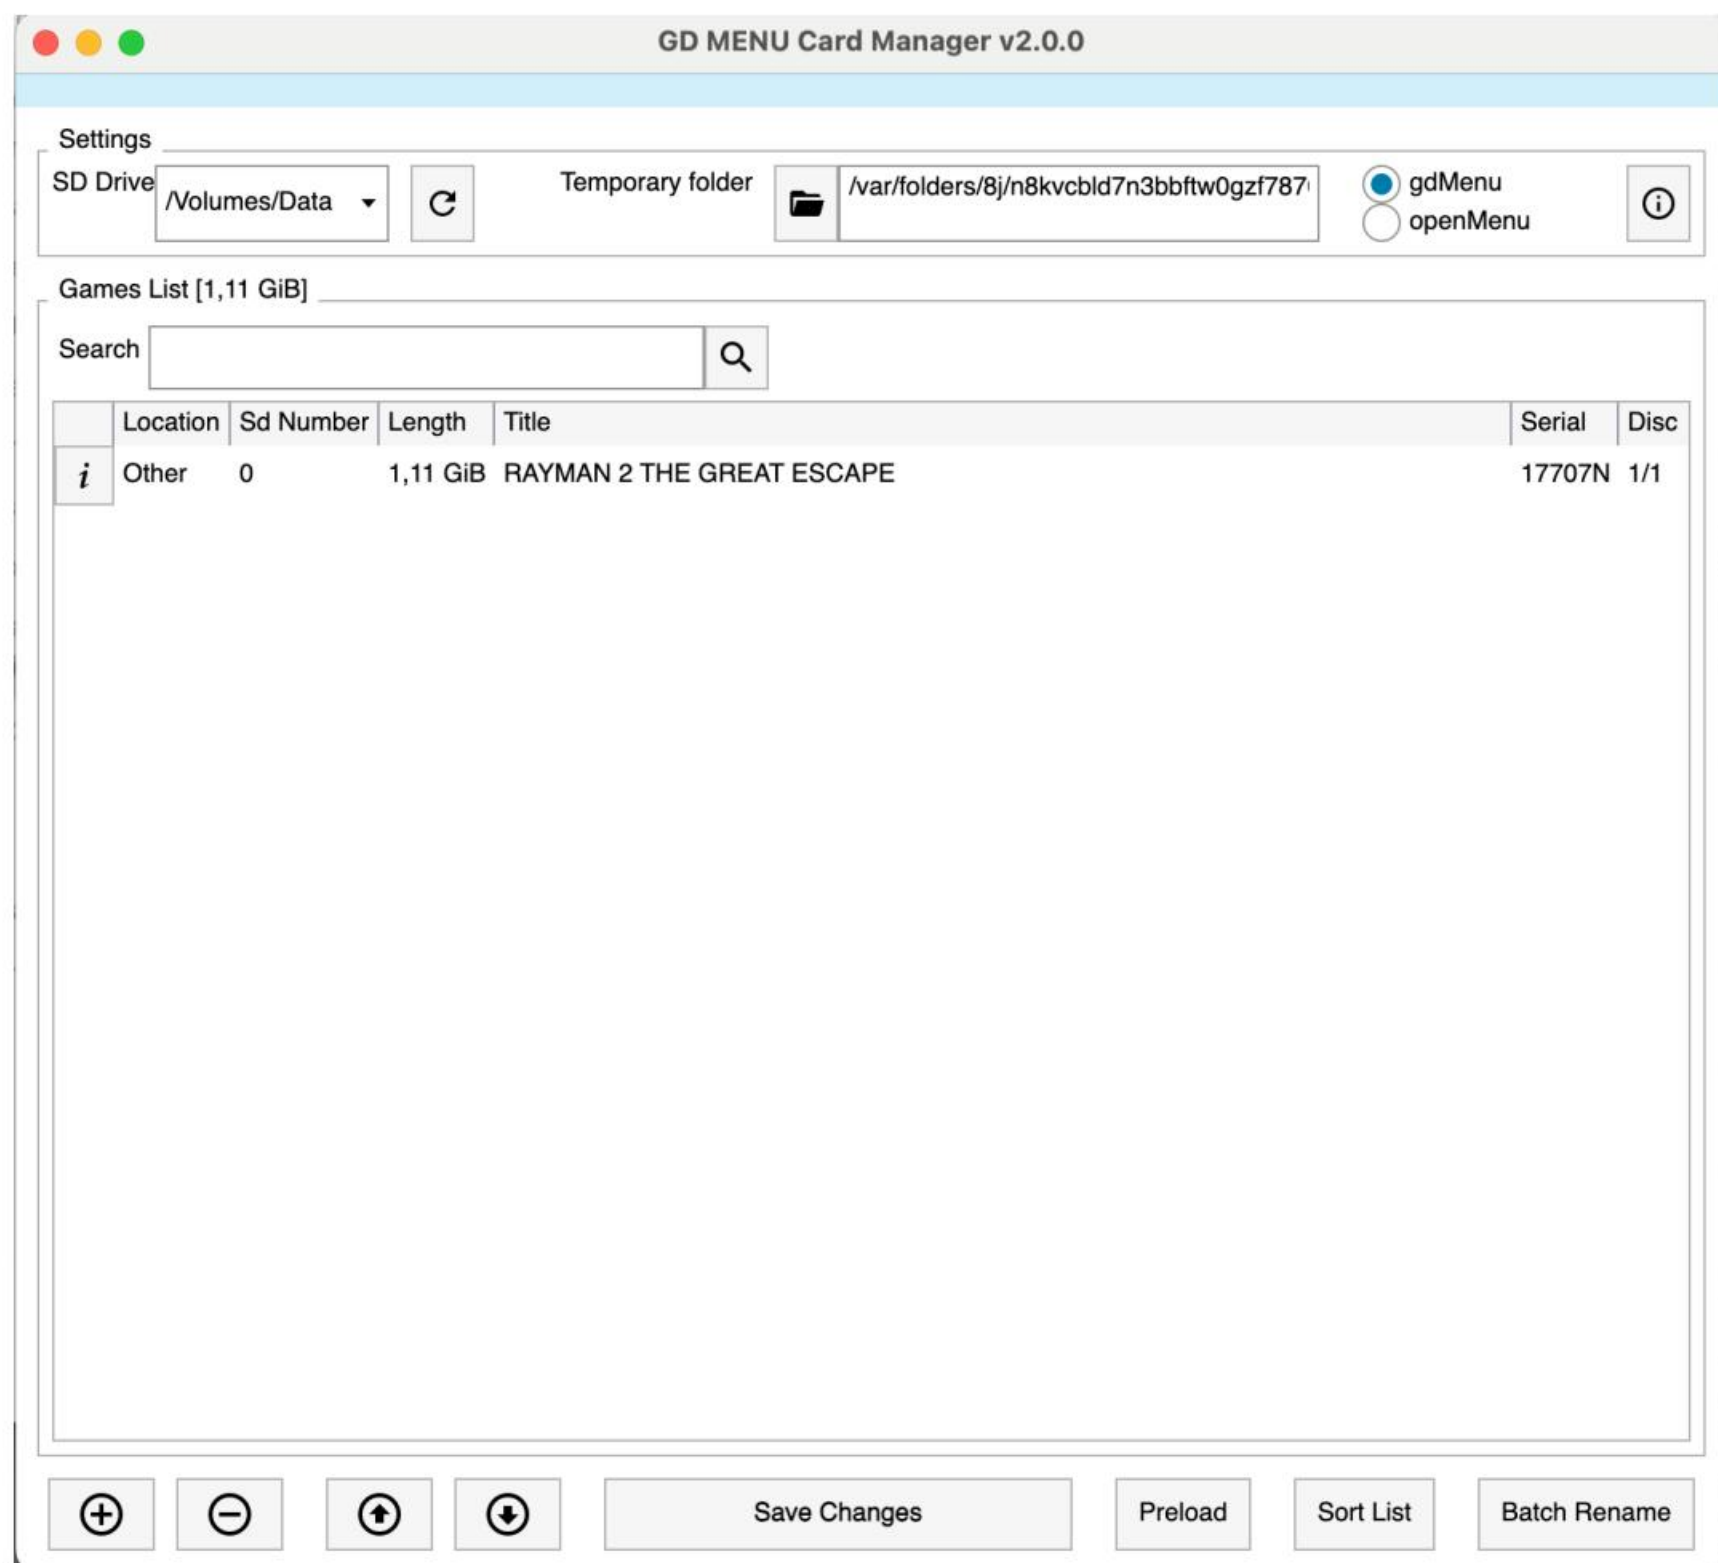 GD MENU Card Manager v2.0.0
Settings
SD Drive /Volumes/Data Temporary folder /var/folders/8j/n8kvcbld7n3bbftw0gzf787 gdMenu
openMenu
Games List [1,11 GiB]
Search
Location Sd Number Length Title Serial Disc
i Other 0 1,11 GiB RAYMAN 2 THE GREAT ESCAPE 17707N 1/1
Save Changes Preload Sort List Batch Rename